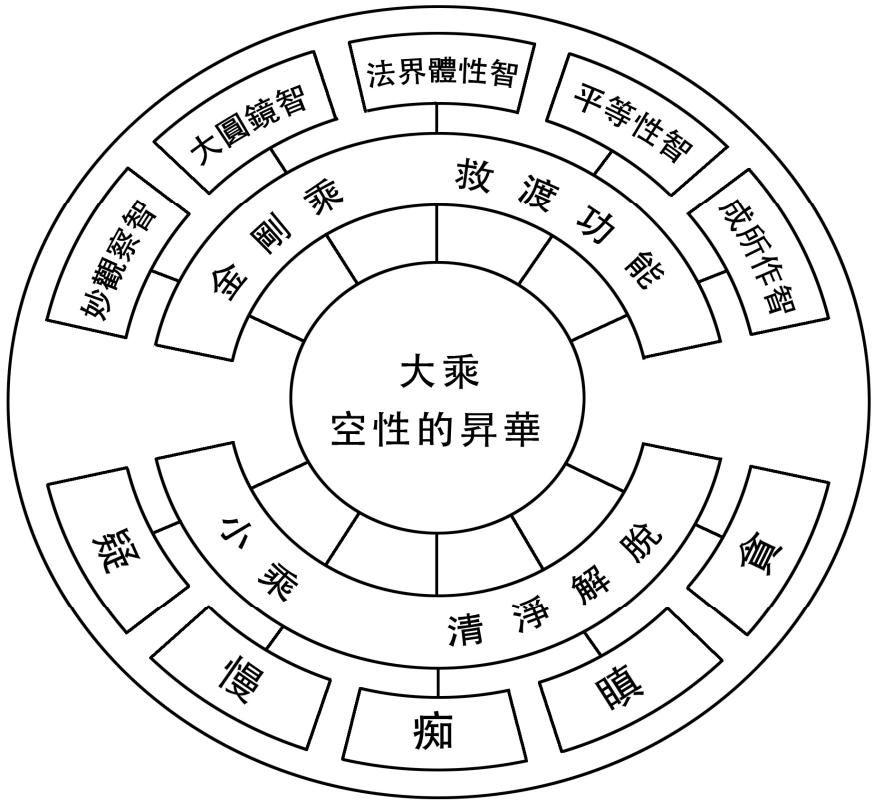 法界體性智
大圓鏡智
平等性智
妙觀察智
成所作智
金剛乘 救渡功能
大乘
空性的昇華
小乘 清淨解脫
疑
慢
痴
瞋
貪